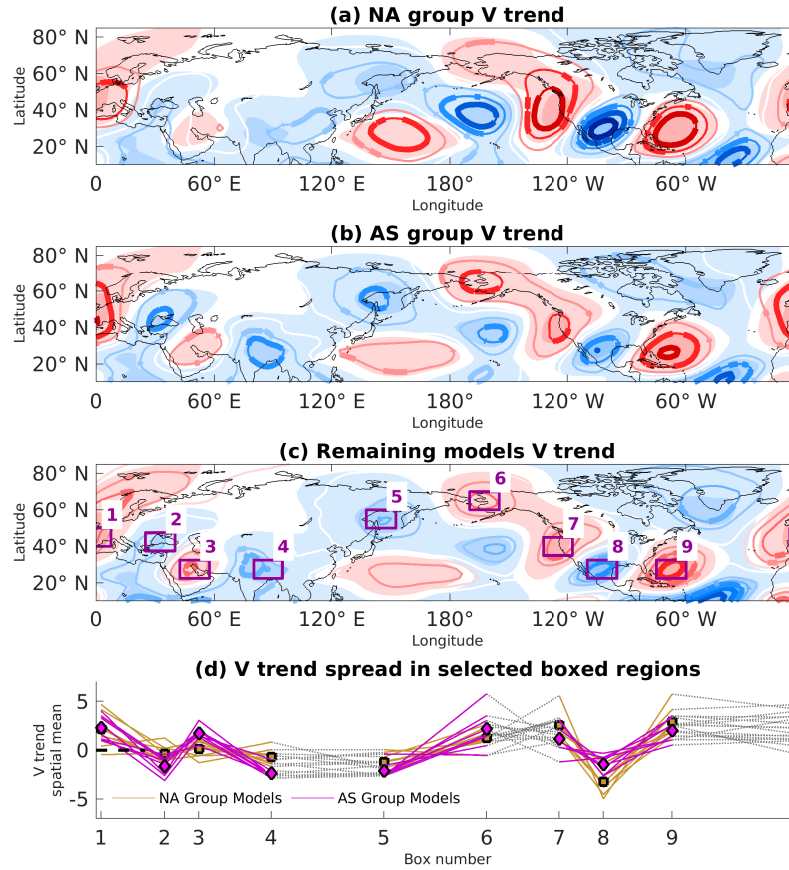 (a) NA group V trend
80° N
60° N
40° N
20° N
Latitude
0 60° E 120° E 180 120° W 60° W
Longitude
(b) AS group V trend
80° N
60° N
40° N
20° N
Latitude
0 60° E 120° E 180 120° W 60° W
Longitude
(c) Remaining models V trend
80° N
60° N
40° N
20° N
Latitude
1 2 3 4 5 6 7 8 9
0 60° E 120° E 180 120° W 60° W
Longitude
(d) V trend spread in selected boxed regions
5
0
-5
V trend
spatial mean
NA Group Models AS Group Models
1 2 3 4 5 6 7 8 9
Box number